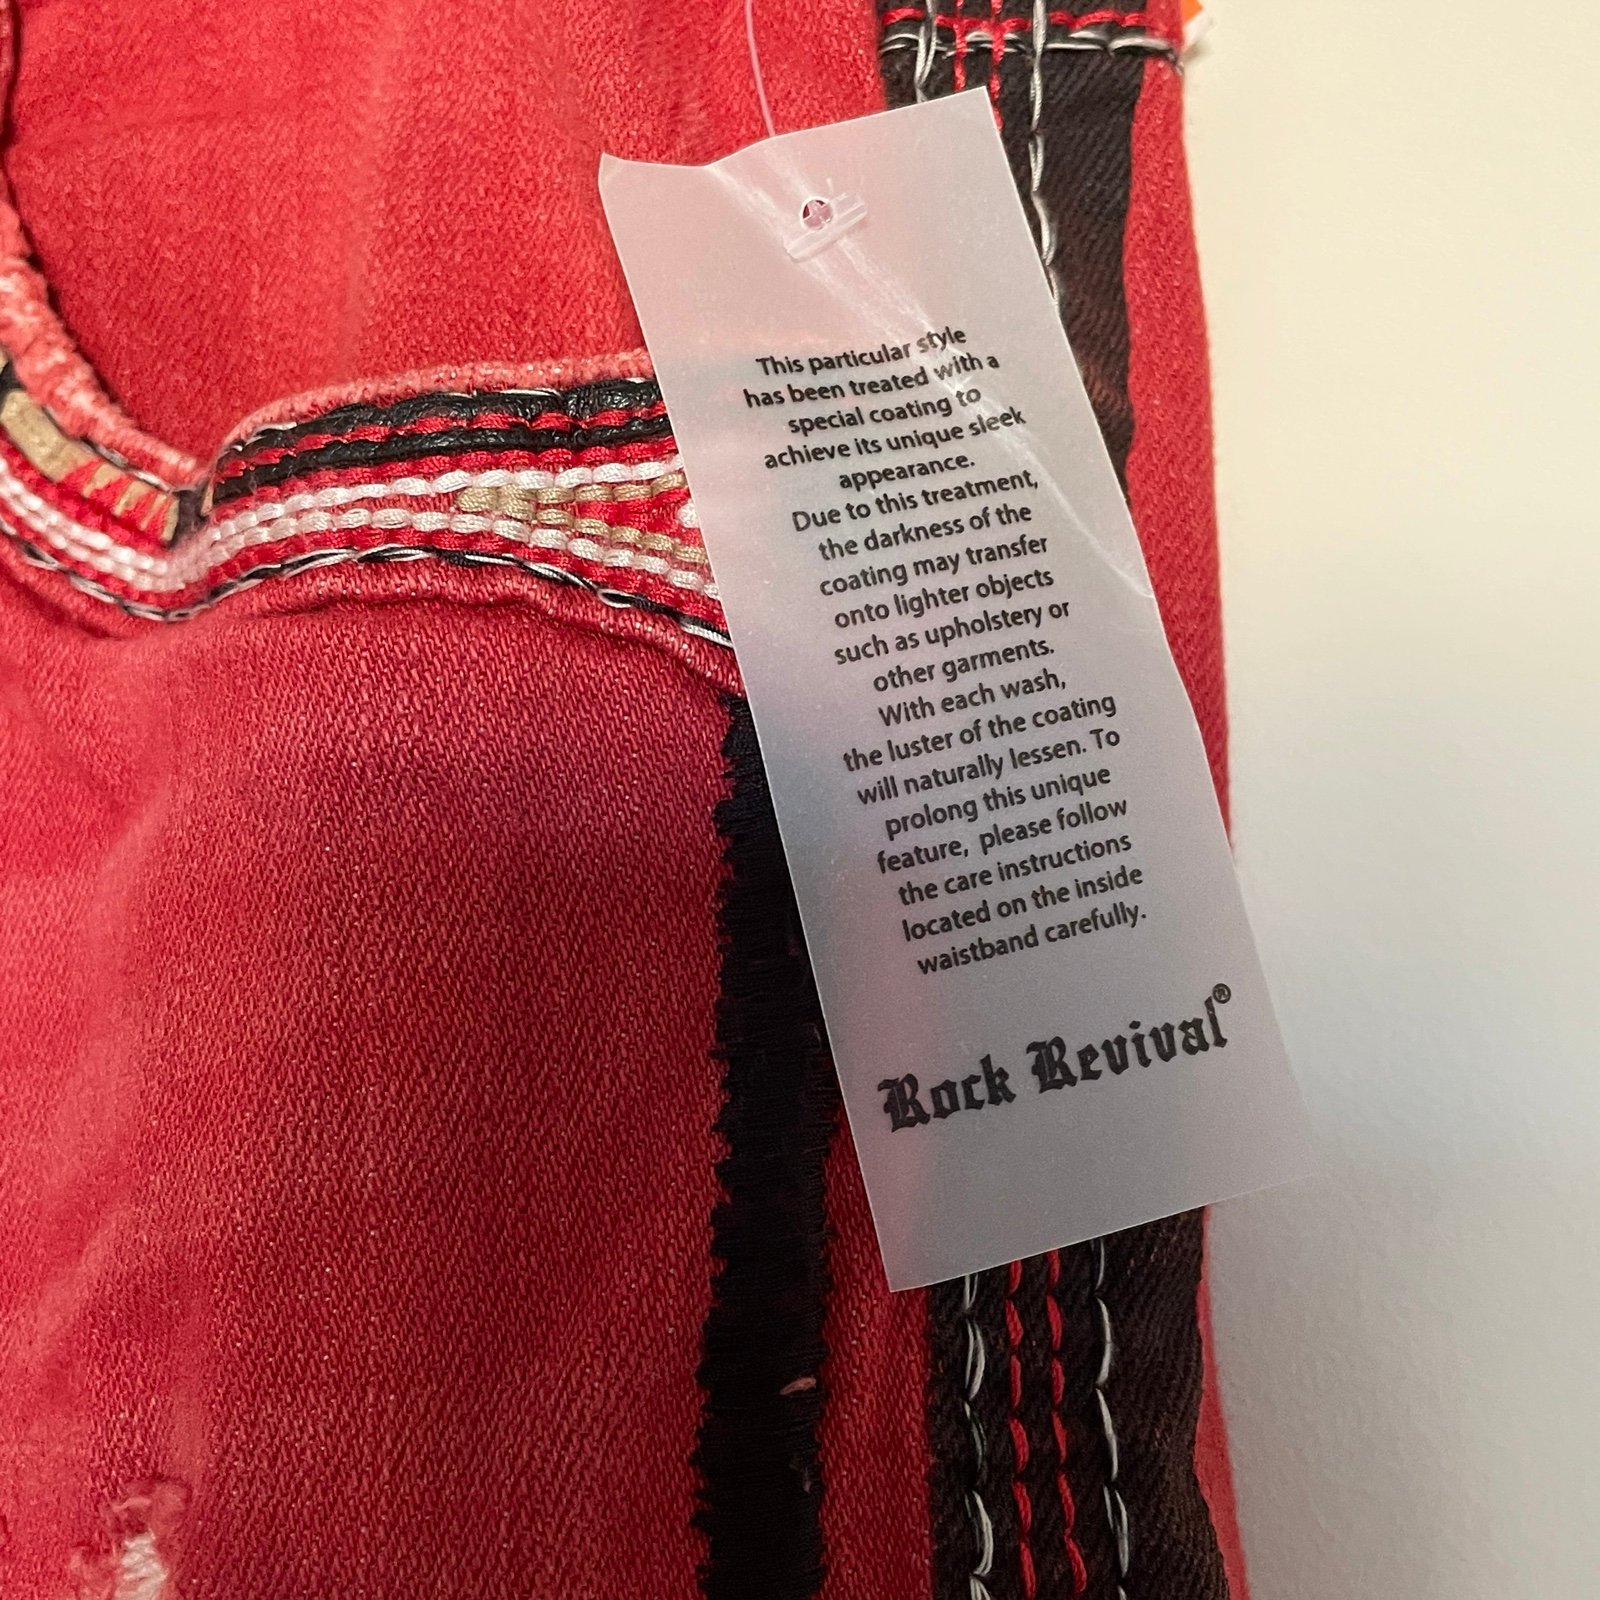 This particular style
has been treated with a
special coating to
achieve its unique sleek
appearance.
Due to this treatment,
the darkness of the
coating may transfer
onto lighter objects
such as upholstery or
other garments.
With each wash,
the luster of the coating
will naturally lessen. To
prolong this unique
feature, please follow
the care instructions
located on the inside
waistband carefully.
Rock Revival®